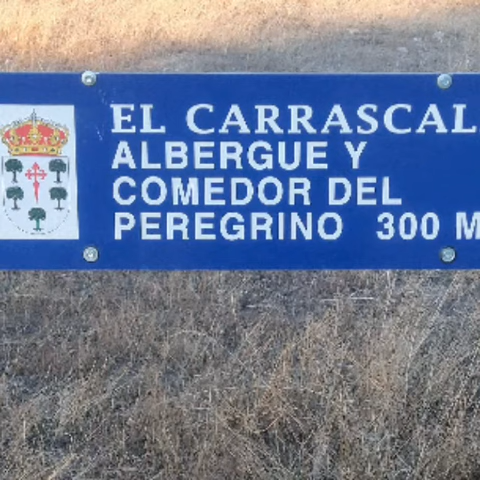 EL CARRASCAL
ALBERGUE Y
COMEDOR DEL
PEREGRINO 300 M